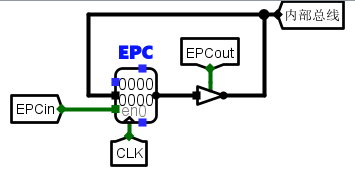 内部总线
EPC
EPCout
0000
0000
en0
EPCin
CLK